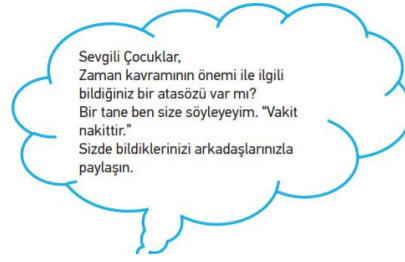 Sevgili Çocuklar,
Zaman kavramının önemi ile ilgili
bildiğiniz bir atasözü var mı?
Bir tane ben size söyleyeyim. “Vakit
nakittir.”
Sizde bildiklerinizi arkadaşlarınızla
paylaşın.